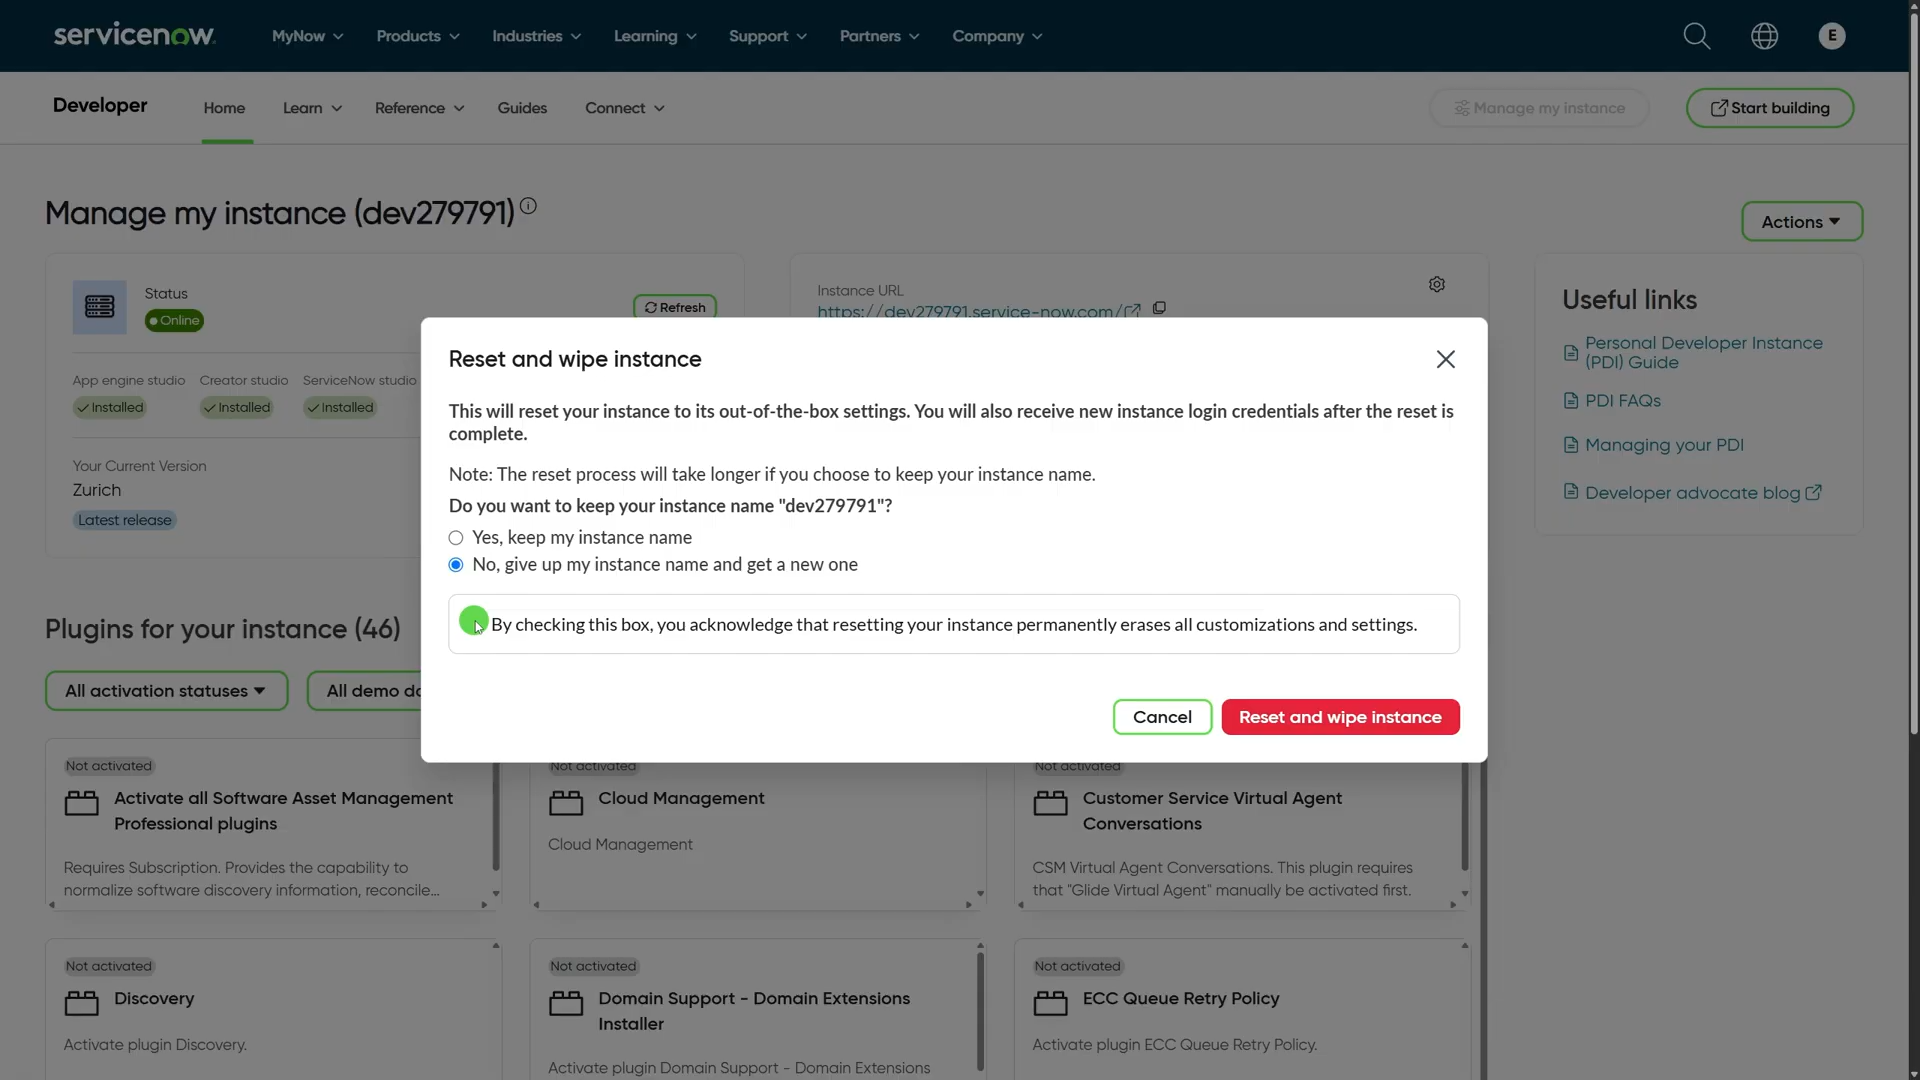 servicenow
MyNow
Products
Industries
Learning
Support
Partners
Company
E
Developer
Home
Learn
Reference
Guides
Connect
Manage my instance
Start building
Manage my instance (dev279791)
Actions
Status
Online
Refresh
App engine studio
Installed
Creator studio
Installed
ServiceNow studio
Installed
Your Current Version
Zurich
Latest release
Instance URL
https://dev279791.service-now.com/
Useful links
Personal Developer Instance
(PDI) Guide
PDI FAQs
Managing your PDI
Developer advocate blog
Reset and wipe instance
This will reset your instance to its out-of-the-box settings. You will also receive new instance login credentials after the reset is
complete.
Note: The reset process will take longer if you choose to keep your instance name.
Do you want to keep your instance name "dev279791"?
Yes, keep my instance name
No, give up my instance name and get a new one
By checking this box, you acknowledge that resetting your instance permanently erases all customizations and settings.
Cancel
Reset and wipe instance
Plugins for your instance (46)
All activation statuses
All demo da
Not activated
Activate all Software Asset Management
Professional plugins
Requires Subscription. Provides the capability to
normalize software discovery information, reconcile...
Not activated
Cloud Management
Cloud Management
Not activated
Customer Service Virtual Agent
Conversations
CSM Virtual Agent Conversations. This plugin requires
that "Glide Virtual Agent" manually be activated first.
Not activated
Discovery
Activate plugin Discovery.
Not activated
Domain Support - Domain Extensions
Installer
Activate plugin Domain Support - Domain Extensions
Not activated
ECC Queue Retry Policy
Activate plugin ECC Queue Retry Policy.